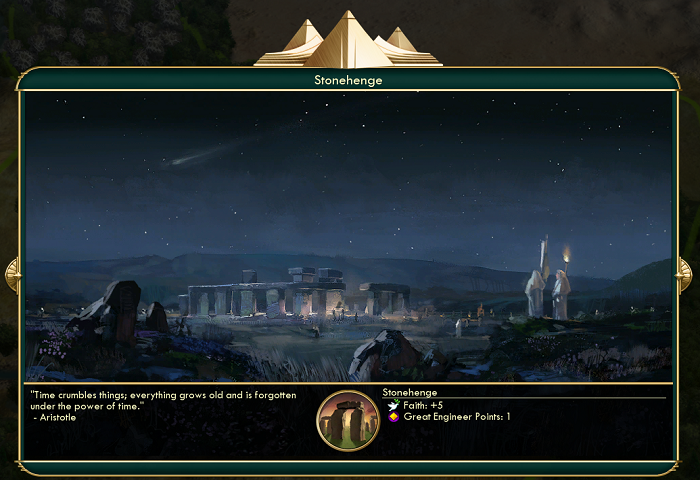 Stonehenge
"Time crumbles things; everything grows old and is forgotten
under the power of time."
- Aristotle
Stonehenge
Faith: +5
Great Engineer Points: 1